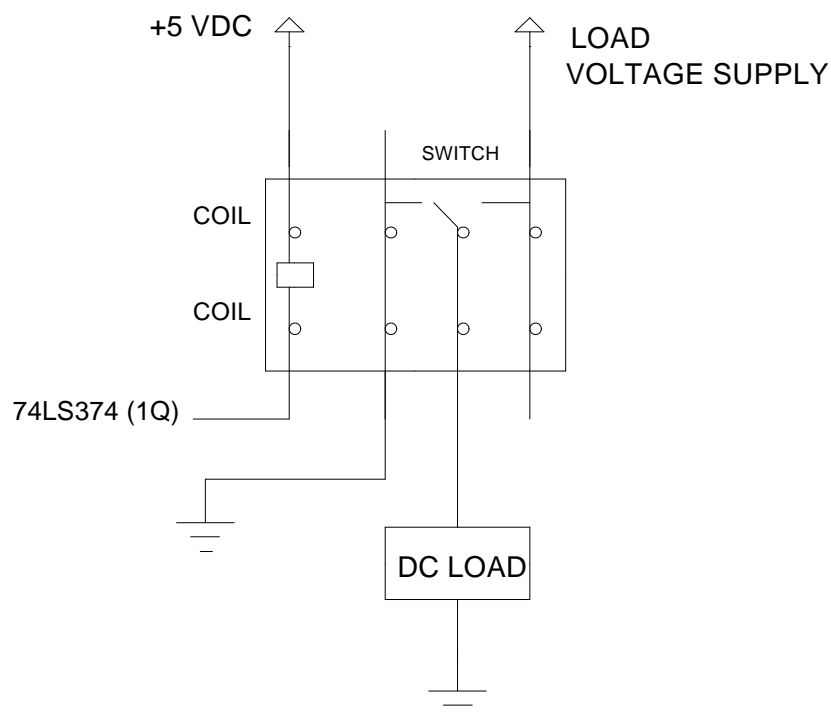 +5 VDC
LOAD
VOLTAGE SUPPLY
SWITCH
COIL
COIL
74LS374 (1Q)
DC LOAD